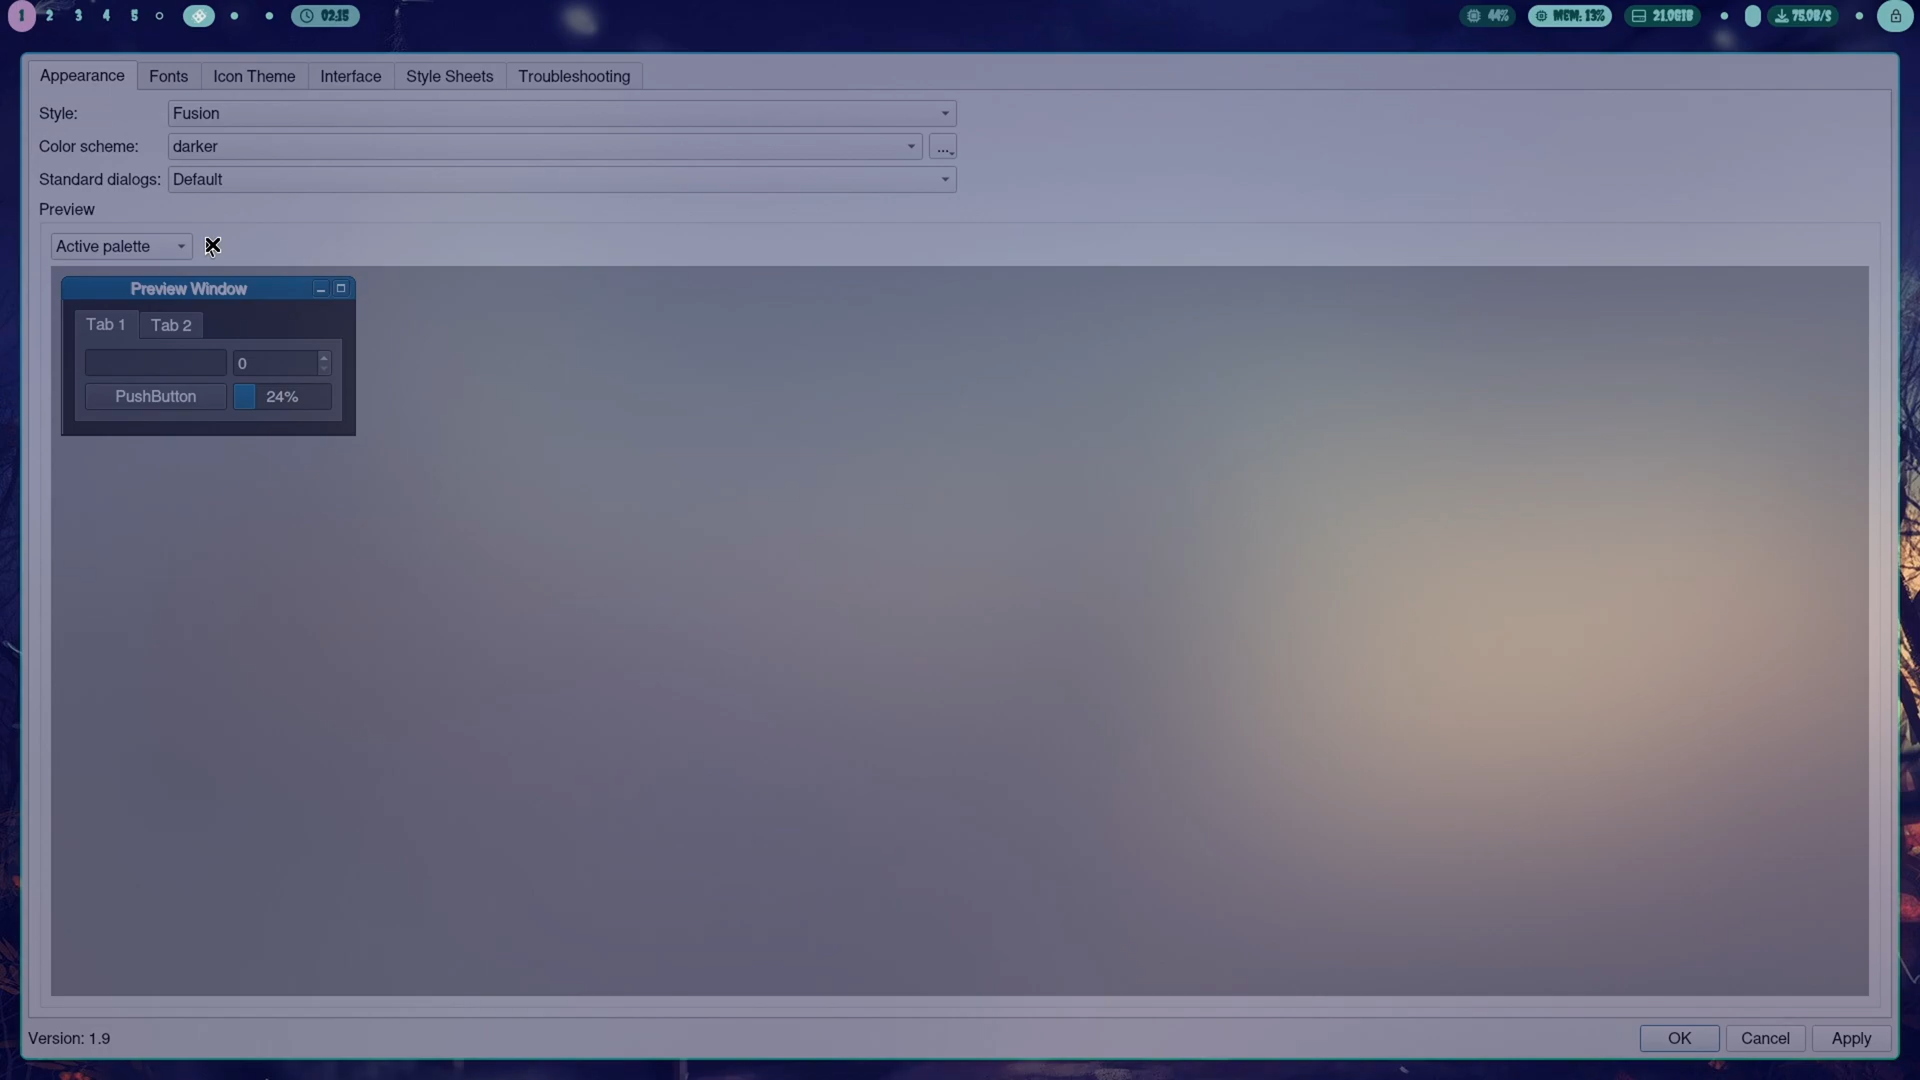 1 2 3 4 5 02:15 44% MEM: 13% 21.0GIB 75.0B/S
Appearance Fonts Icon Theme Interface Style Sheets Troubleshooting
Style: Fusion
Color scheme: darker ...
Standard dialogs: Default
Preview
Active palette
Preview Window
Tab 1 Tab 2
0
PushButton 24%
Version: 1.9 OK Cancel Apply